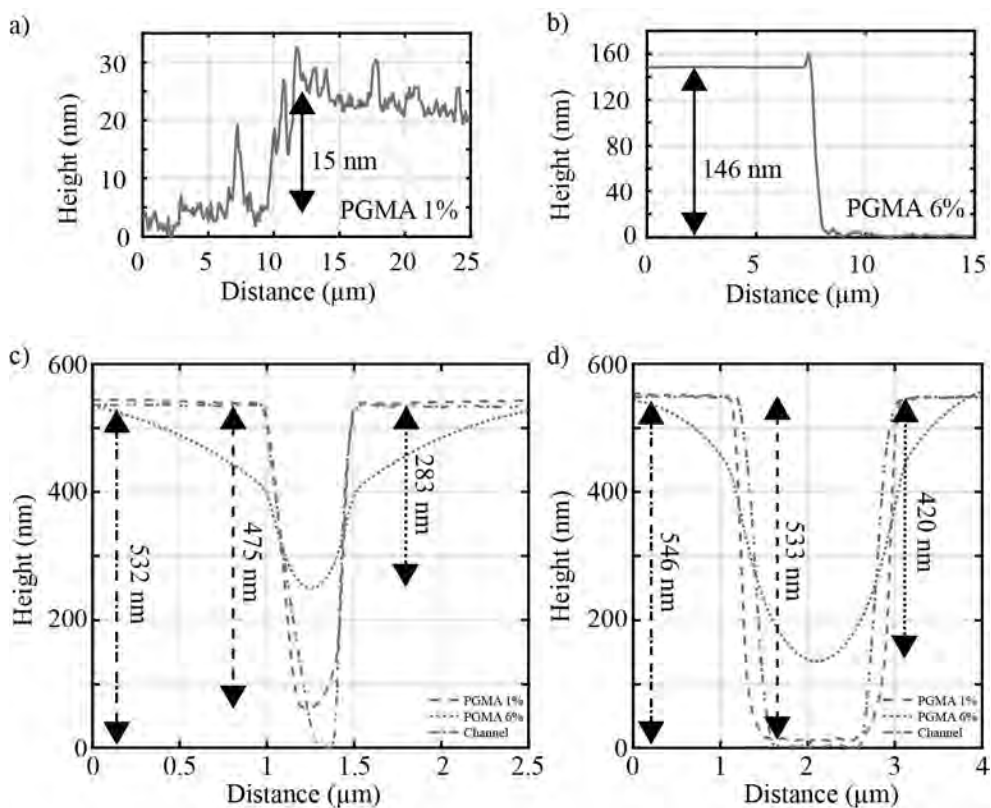 a)
Height (nm)
30
20
10
0
15 nm
PGMA 1%
0 5 10 15 20 25
Distance (µm)
b)
Height (nm)
160
120
80
40
0
146 nm
PGMA 6%
0 5 10 15
Distance (µm)
c)
Height (nm)
600
400
200
0
532 nm
475 nm
283 nm
PGMA 1%
PGMA 6%
Channel
0 0.5 1.0 1.5 2.0 2.5
Distance (µm)
d)
Height (nm)
600
400
200
0
546 nm
533 nm
420 nm
PGMA 1%
PGMA 6%
Channel
0 1 2 3 4
Distance (µm)